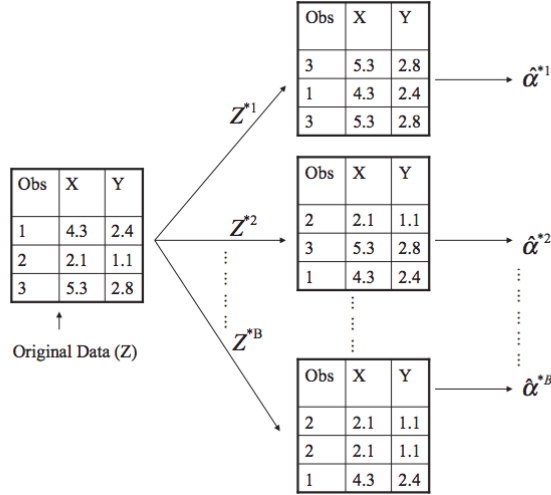 Obs X Y
3 5.3 2.8
1 4.3 2.4
3 5.3 2.8
α̂*1
Z*1
Obs X Y
1 4.3 2.4
2 2.1 1.1
3 5.3 2.8
Original Data (Z)
Z*2
Obs X Y
2 2.1 1.1
3 5.3 2.8
1 4.3 2.4
α̂*2
Z*B
Obs X Y
2 2.1 1.1
2 2.1 1.1
1 4.3 2.4
α̂*B